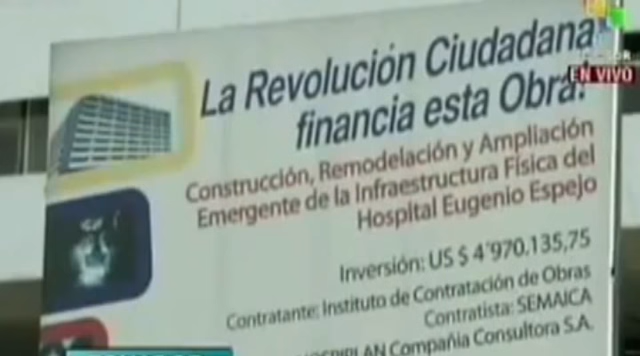 La Revolución Ciudadana
financia esta Obra!
EN VIVO
Construcción, Remodelación y Ampliación
Emergente de la Infraestructura Física del
Hospital Eugenio Espejo
Inversión: US $ 4'970.135,75
Contratante: Instituto de Contratación de Obras
Contratista: SEMAICA
Compañía Consultora S.A.